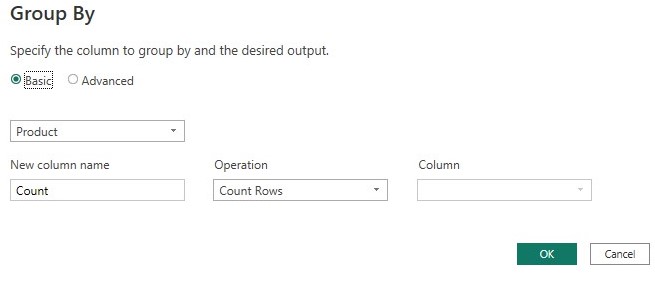 Group By
Specify the column to group by and the desired output.
Basic Advanced
Product
New column name Operation Column
Count Count Rows
OK Cancel